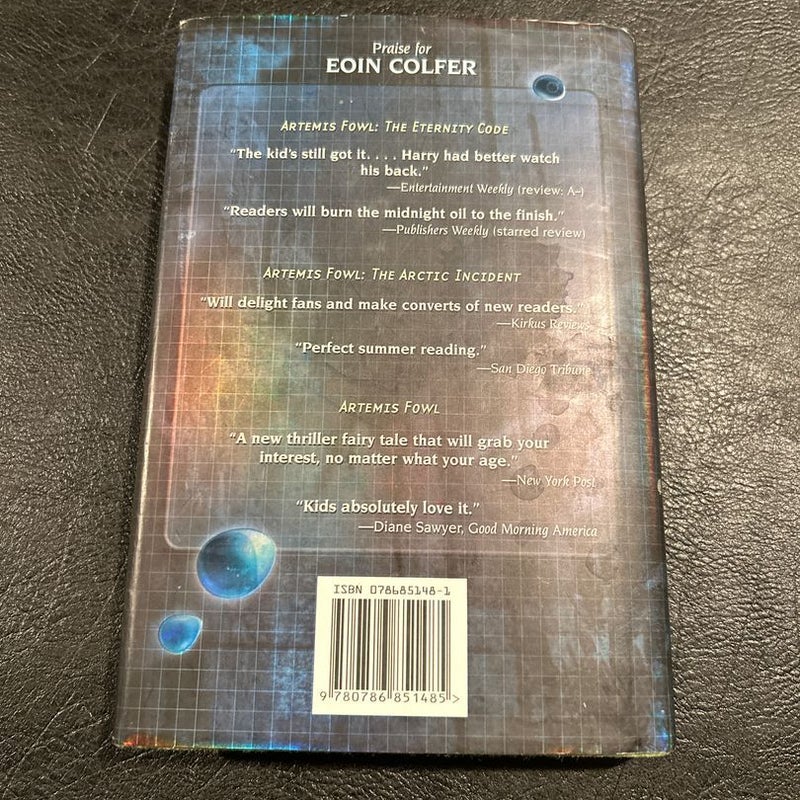 Praise for
EOIN COLFER
ARTEMIS FOWL: THE ETERNITY CODE
“The kid’s still got it. . . . Harry had better watch
his back.”
—Entertainment Weekly (review: A–)
“Readers will burn the midnight oil to the finish.”
—Publishers Weekly (starred review)
ARTEMIS FOWL: THE ARCTIC INCIDENT
“Will delight fans and make converts of new readers.”
—Kirkus Reviews
“Perfect summer reading.”
—San Diego Tribune
ARTEMIS FOWL
“A new thriller fairy tale that will grab your
interest, no matter what your age.”
—New York Post
“Kids absolutely love it.”
—Diane Sawyer, Good Morning America
ISBN 078685148-1
9 780786 851485 >